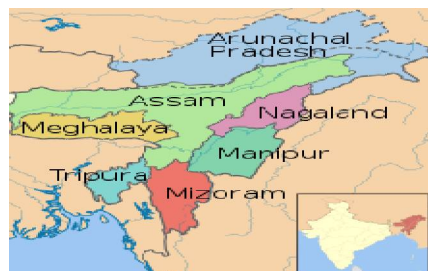 Arunachal
Pradesh
Assam
Nagaland
Meghalaya
Manipur
Tripura
Mizoram